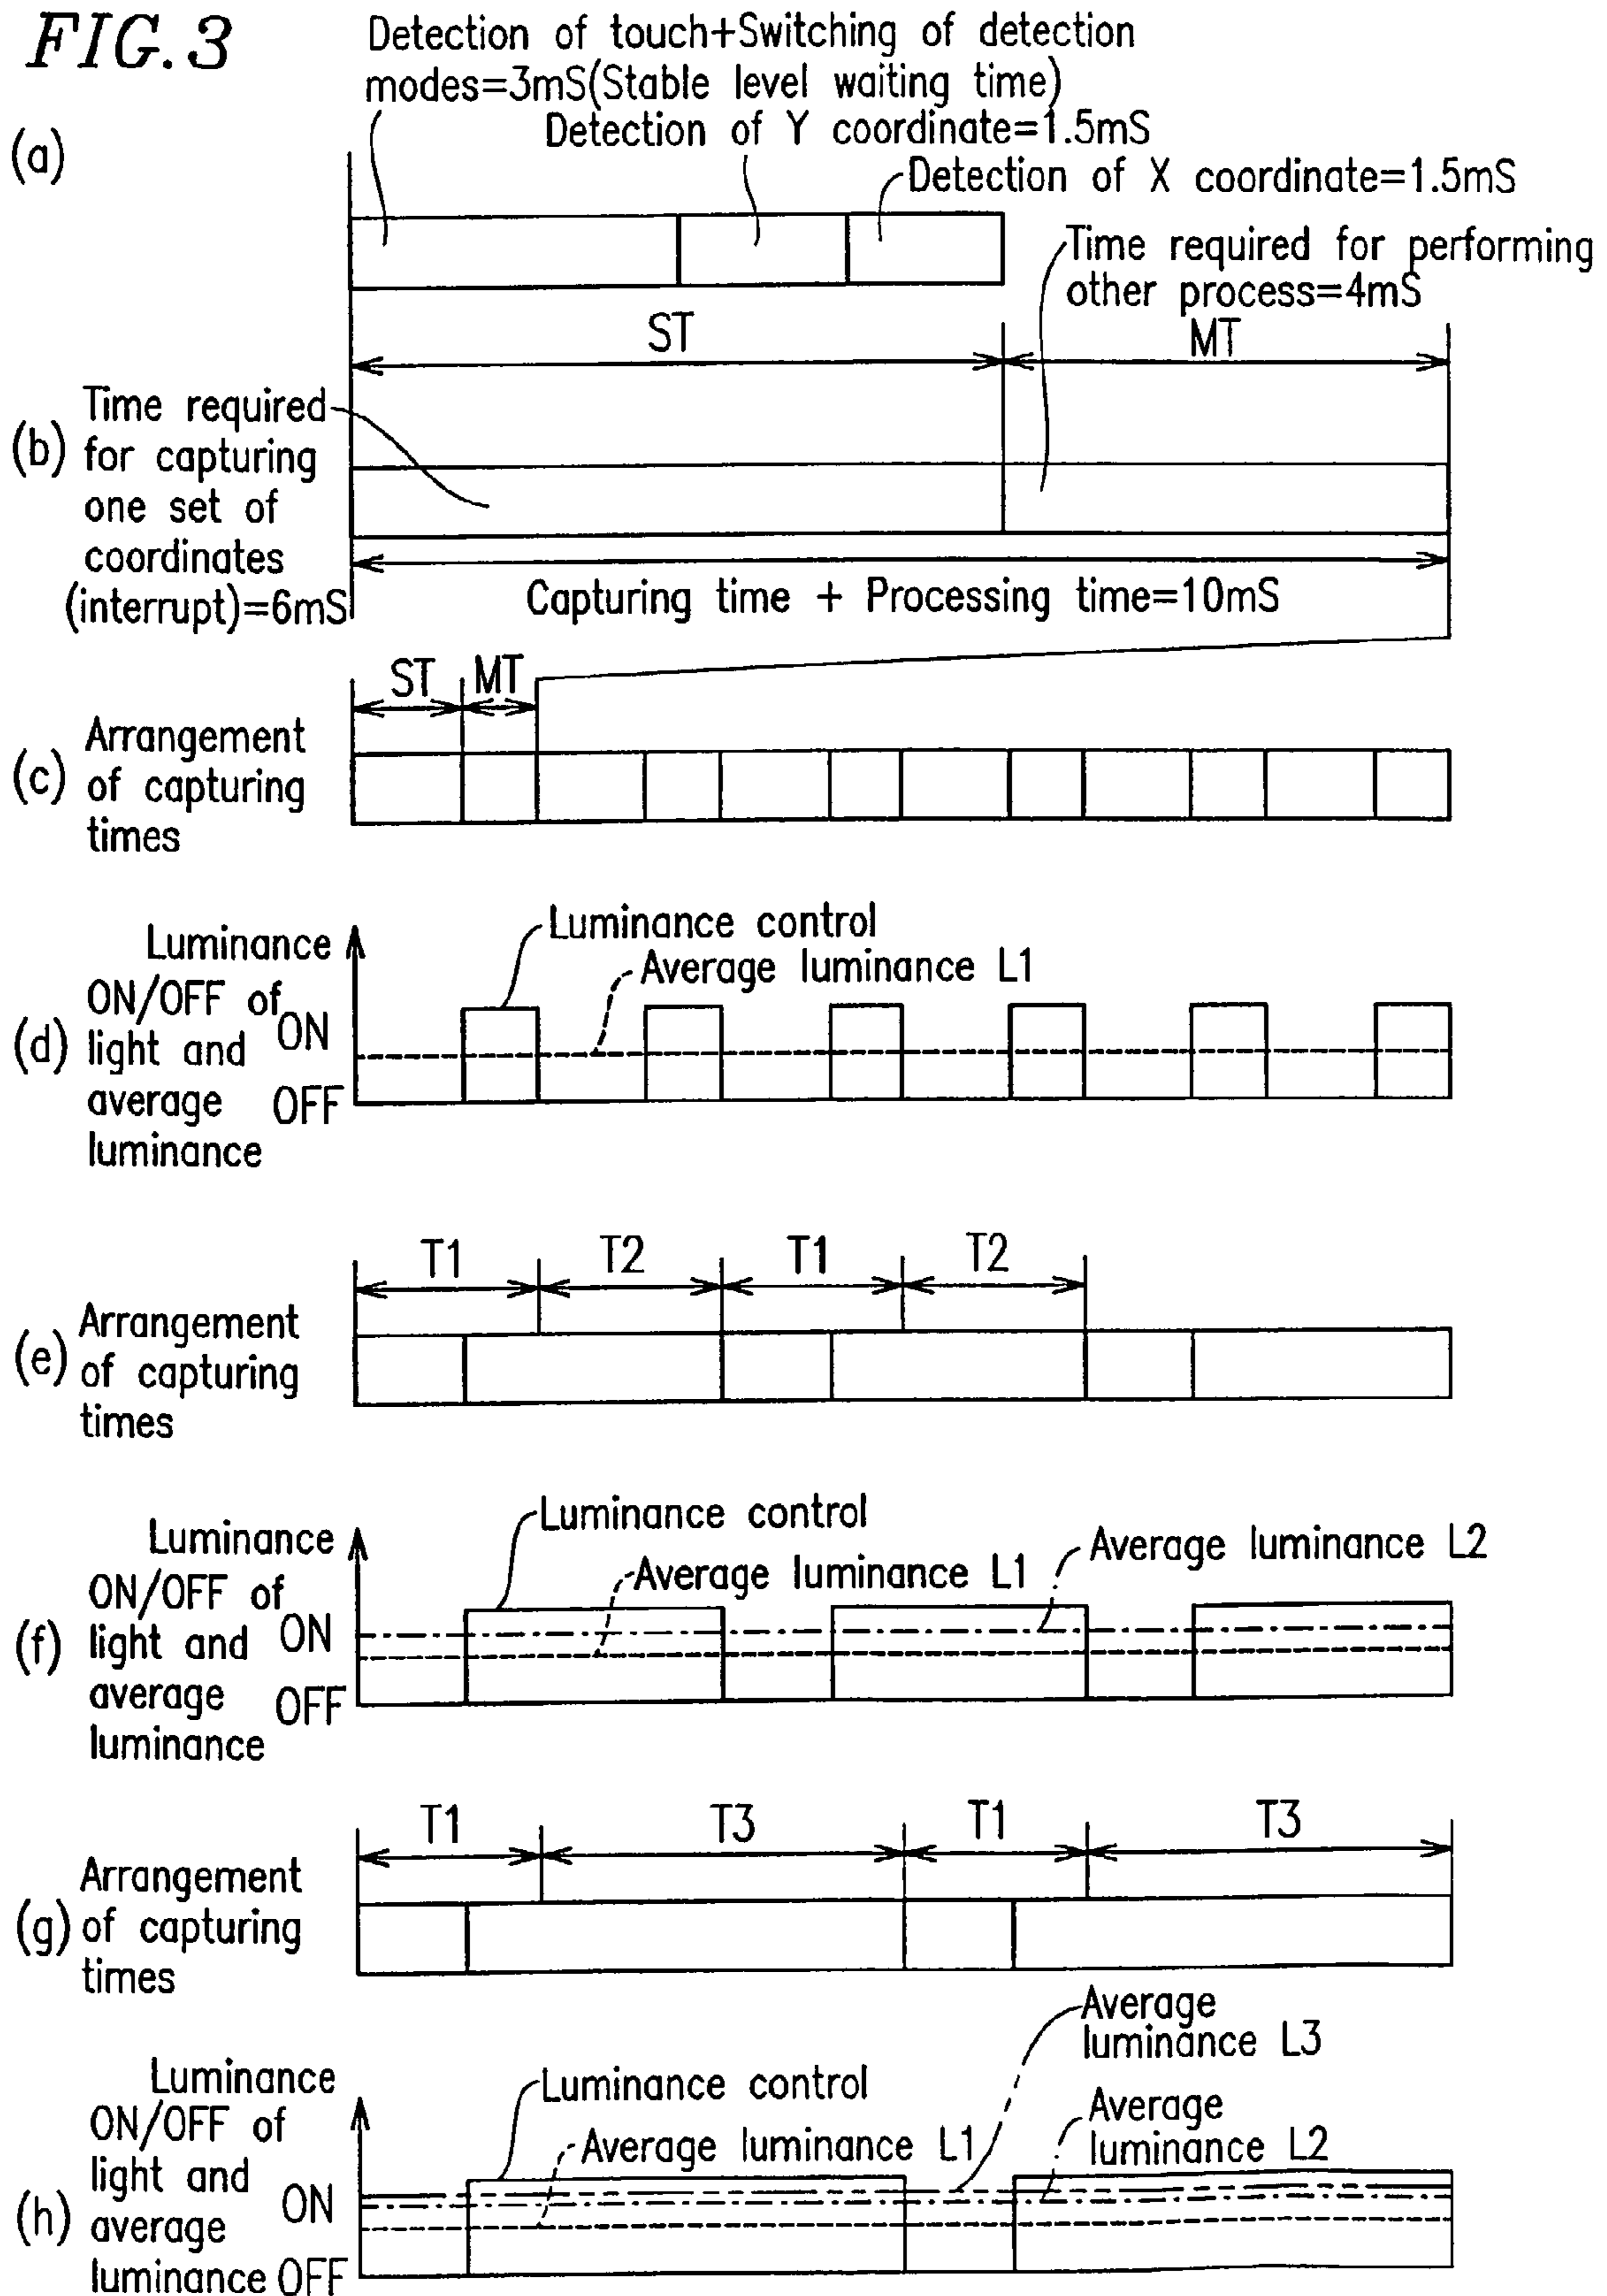 FIG.3
Detection of touch+Switching of detection
modes=3mS(Stable level waiting time)
Detection of Y coordinate=1.5mS
(a)
Detection of X coordinate=1.5mS
Time required for performing
other process=4mS
ST
MT
(b)
Time required
for capturing
one set of
coordinates
(interrupt)=6mS
Capturing time + Processing time=10mS
ST
MT
(c)
Arrangement
of capturing
times
Luminance control
Average luminance L1
Luminance
(d)
ON/OFF of
light and
average
luminance
ON
OFF
T1
T2
T1
T2
(e)
Arrangement
of capturing
times
Luminance control
Average luminance L1
Average luminance L2
Luminance
(f)
ON/OFF of
light and
average
luminance
ON
OFF
T1
T3
T1
T3
(g)
Arrangement
of capturing
times
Average
luminance L3
Luminance control
Average luminance L1
Average
luminance L2
Luminance
(h)
ON/OFF of
light and
average
luminance
ON
OFF